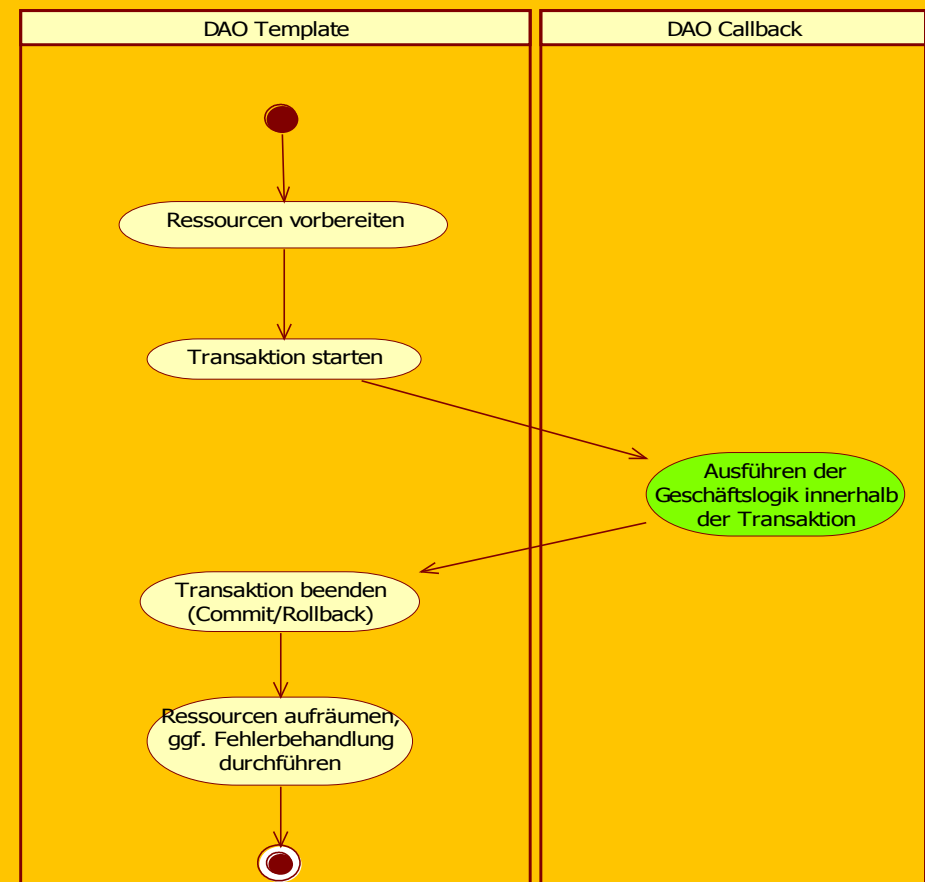 DAO Template
DAO Callback
Ressourcen vorbereiten
Transaktion starten
Ausführen der
Geschäftslogik innerhalb
der Transaktion
Transaktion beenden
(Commit/Rollback)
Ressourcen aufräumen,
ggf. Fehlerbehandlung
durchführen